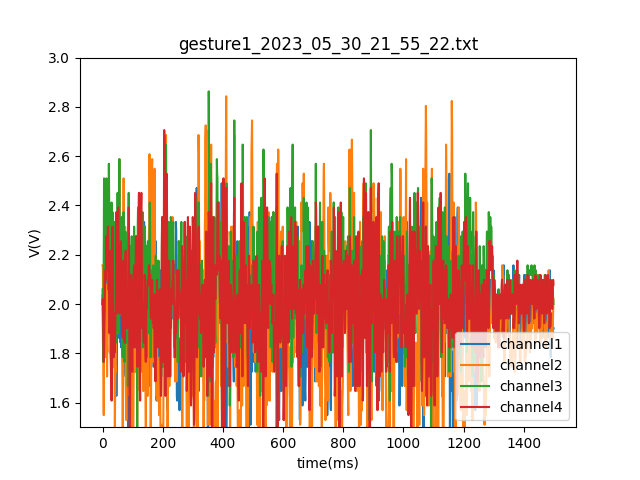 gesture1_2023_05_30_21_55_22.txt
3.0
2.8
2.6
2.4
2.2
2.0
1.8
1.6
V(V)
channel1
channel2
channel3
channel4
0 200 400 600 800 1000 1200 1400
time(ms)